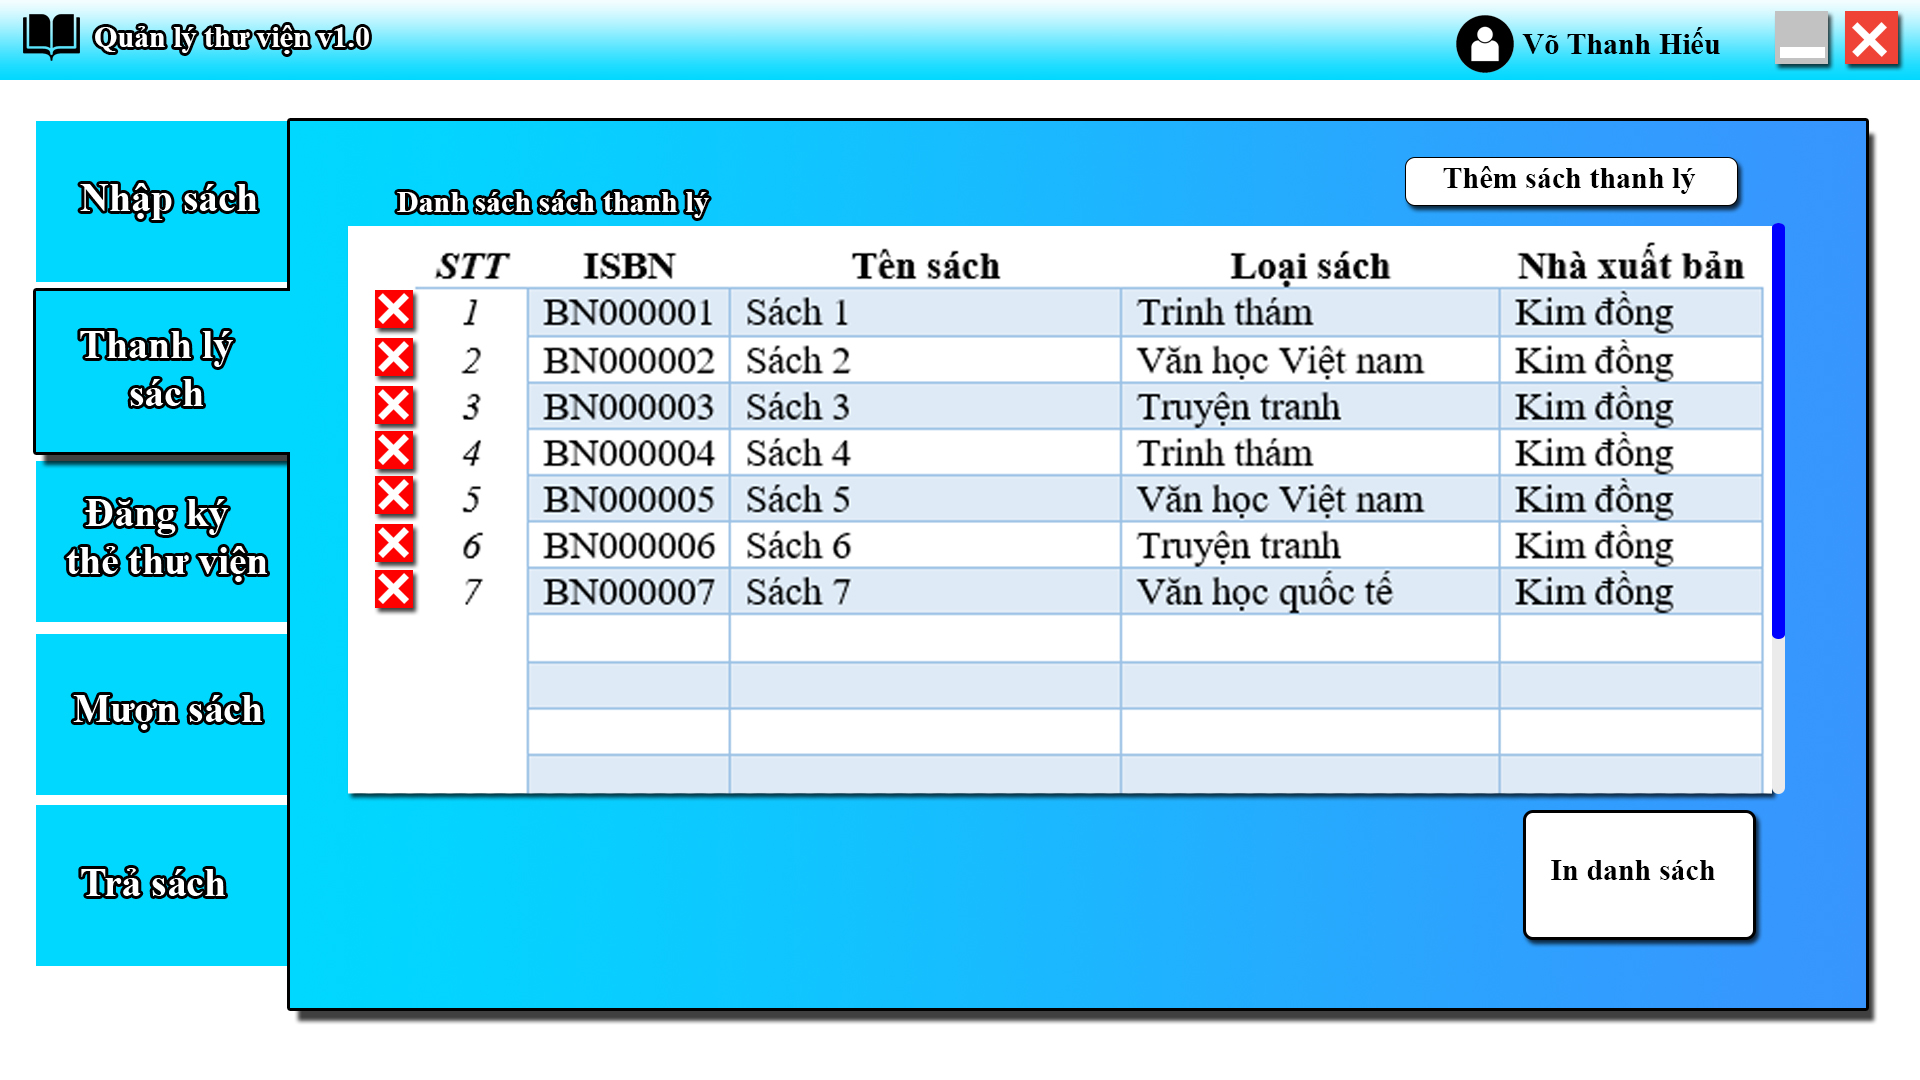 Quản lý thư viện v1.0
Võ Thanh Hiếu
Nhập sách
Thanh lý
sách
Đăng ký
thẻ thư viện
Mượn sách
Trả sách
Danh sách sách thanh lý
Thêm sách thanh lý
STT ISBN Tên sách Loại sách Nhà xuất bản
1 BN000001 Sách 1 Trinh thám Kim đồng
2 BN000002 Sách 2 Văn học Việt nam Kim đồng
3 BN000003 Sách 3 Truyện tranh Kim đồng
4 BN000004 Sách 4 Trinh thám Kim đồng
5 BN000005 Sách 5 Văn học Việt nam Kim đồng
6 BN000006 Sách 6 Truyện tranh Kim đồng
7 BN000007 Sách 7 Văn học quốc tế Kim đồng
In danh sách